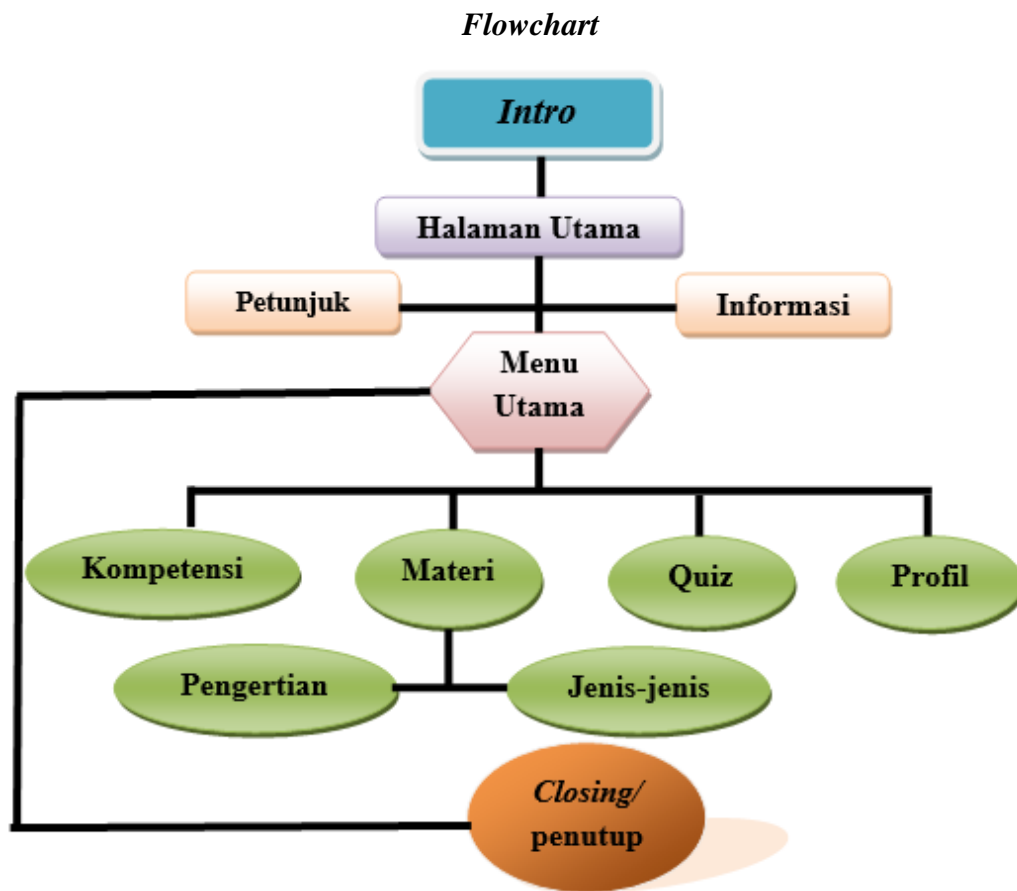 Flowchart
Intro
Halaman Utama
Petunjuk
Informasi
Menu
Utama
Kompetensi
Materi
Quiz
Profil
Pengertian
Jenis-jenis
Closing/
penutup